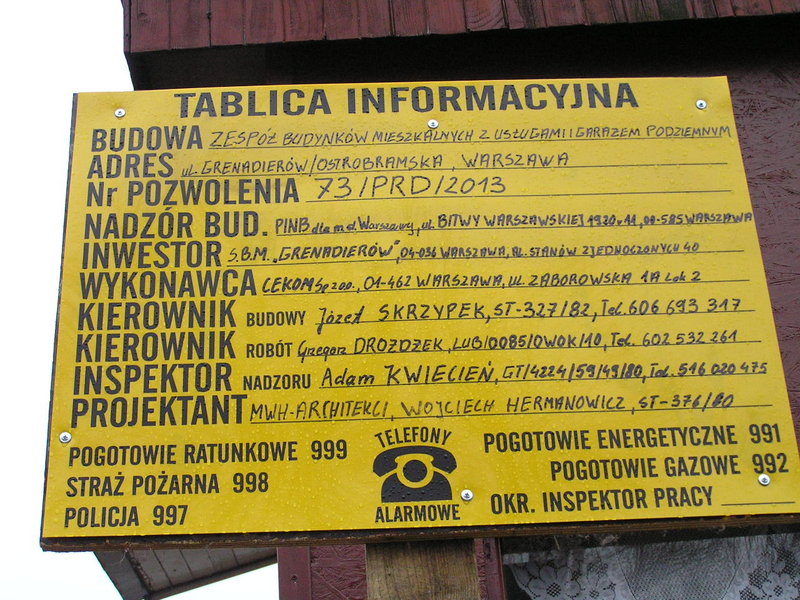 TABLICA INFORMACYJNA
BUDOWA ZESPÓŁ BUDYNKÓW MIESZKALNYCH Z USŁUGAMI I GARAŻEM PODZIEMNYM
ADRES ul. GRENADIERÓW/OSTROBRAMSKA, WARSZAWA
Nr POZWOLENIA 73/PRD/2013
NADZÓR BUD. PINB dla m.st. Warszawy, ul. BITWY WARSZAWSKIEJ 1920 r 11, 00-585 WARSZAWA
INWESTOR S.B.M. „GRENADIERÓW", 04-036 WARSZAWA, AL. STANÓW ZJEDNOCZONYCH 40
WYKONAWCA CEKOM Sp zoo., 01-462 WARSZAWA, ul. ZABOROWSKA 1A Lok 2
KIEROWNIK BUDOWY Józef SKRZYPEK, ST-327/82, Tel. 606 693 317
KIEROWNIK ROBÓT Grzegorz DROŻDŻEK, LUB/0085/OWOK/10, Tel. 602 532 261
INSPEKTOR NADZORU Adam KWIECIEŃ, GT/4224/59/49/80, Tel. 516 020 475
PROJEKTANT MWH-ARCHITEKCI, WOJCIECH HERMANOWICZ, ST-376/80
POGOTOWIE RATUNKOWE 999
STRAŻ POŻARNA 998
POLICJA 997
TELEFONY
ALARMOWE
POGOTOWIE ENERGETYCZNE 991
POGOTOWIE GAZOWE 992
OKR. INSPEKTOR PRACY